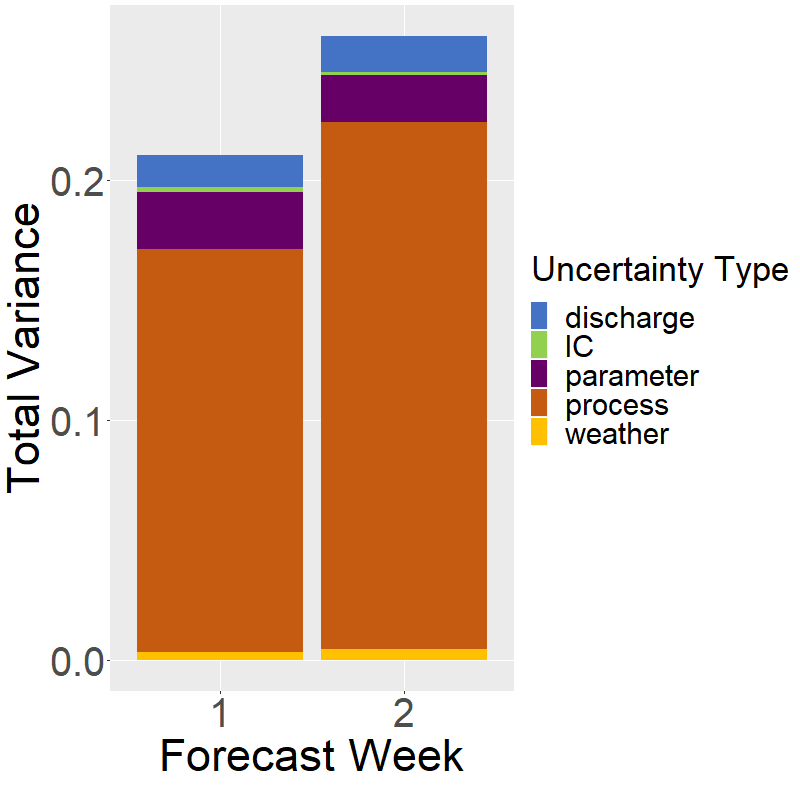 Total Variance
0.2
0.1
0.0
1
2
Forecast Week
Uncertainty Type
discharge
IC
parameter
process
weather